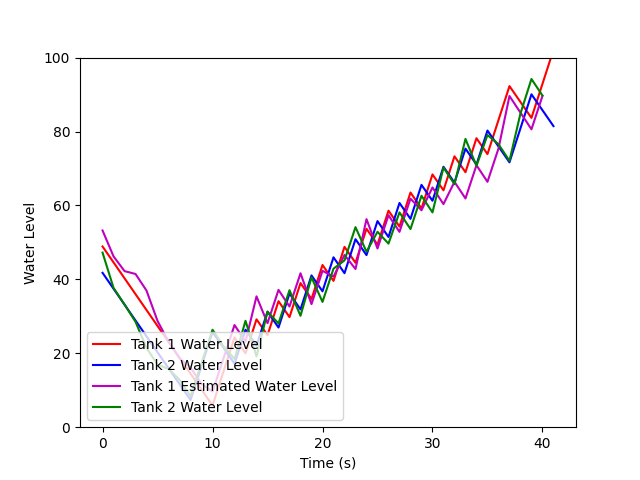 100
80
60
40
20
0
Water Level
Tank 1 Water Level
Tank 2 Water Level
Tank 1 Estimated Water Level
Tank 2 Water Level
0 10 20 30 40
Time (s)